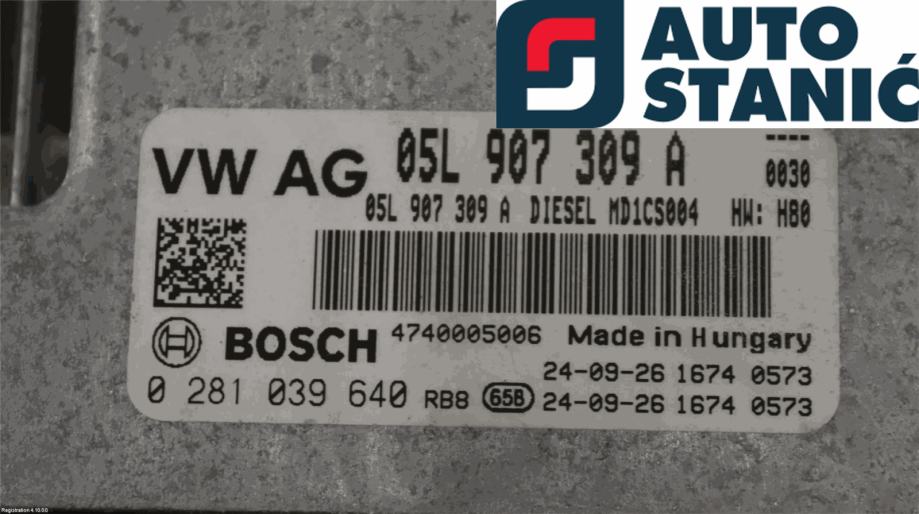 AUTO
STANIĆ
VW AG 05L 907 309 A ----
0030
05L 907 309 A DIESEL MD1CS004 HW: H80
BOSCH 4740005006 Made in Hungary
24-09-26 1674 0573
0 281 039 640 RB8 65B 24-09-26 1674 0573
Registration 4.10.0.0